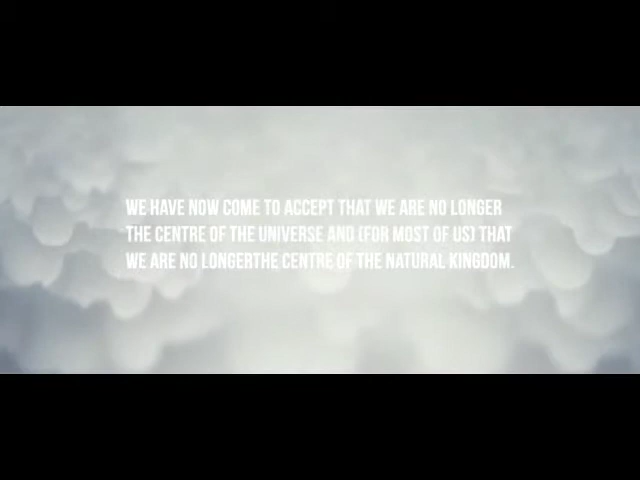 WE HAVE NOW COME TO ACCEPT THAT WE ARE NO LONGER
THE CENTRE OF THE UNIVERSE AND (FOR MOST OF US) THAT
WE ARE NO LONGERTHE CENTRE OF THE NATURAL KINGDOM.